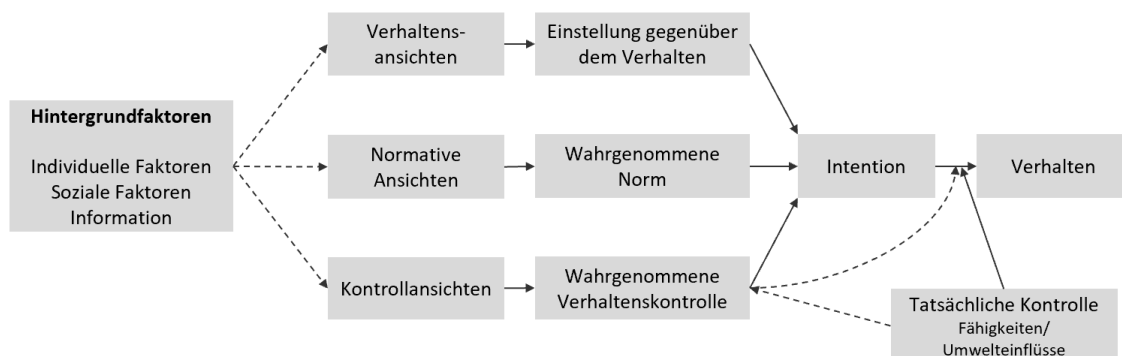 Hintergrundfaktoren
Individuelle Faktoren
Soziale Faktoren
Information
Verhaltens-
ansichten
Einstellung gegenüber
dem Verhalten
Normative
Ansichten
Wahrgenommene
Norm
Kontrollansichten
Wahrgenommene
Verhaltenskontrolle
Intention
Verhalten
Tatsächliche Kontrolle
Fähigkeiten/
Umwelteinflüsse